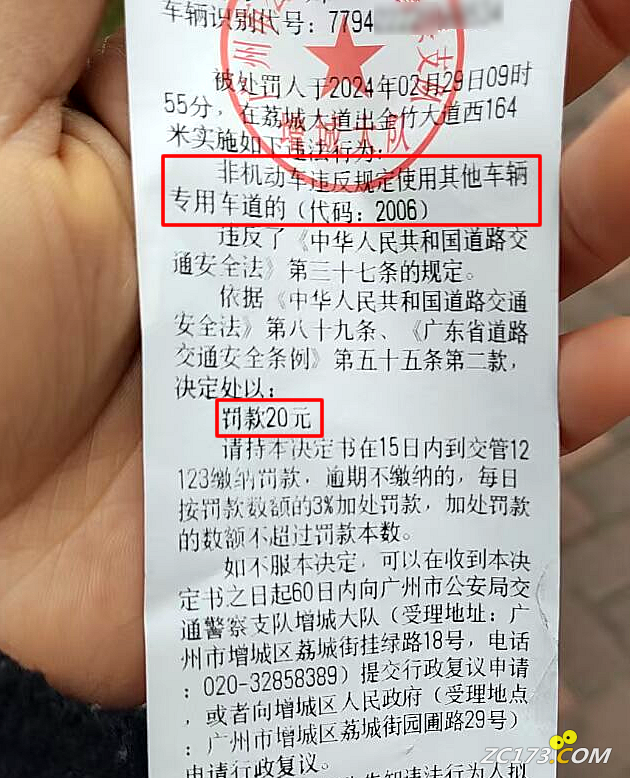 车辆识别代号：7794
被处罚人于2024年02月29日09时
55分，在荔城大道出金竹大道西164
米实施如下违法行为：
非机动车违反规定使用其他车辆
专用车道的（代码：2006）
违反了《中华人民共和国道路交
通安全法》第三十七条的规定。
依据《中华人民共和国道路交通
安全法》第八十九条、《广东省道路
交通安全条例》第五十五条第二款，
决定处以：
罚款20元
请持本决定书在15日内到交管12
123缴纳罚款，逾期不缴纳的，每日
按罚款数额的3%加处罚款，加处罚款
的数额不超过罚款本数。
如不服本决定，可以在收到本决
定书之日起60日内向广州市公安局交
通警察支队增城大队（受理地址：广
州市增城区荔城街挂绿路18号，电话
：020-32858389）提交行政复议申请
，或者向增城区人民政府（受理地点
：广州市增城区荔城街园圃路29号）
申请行政复议。
ZC173.COM